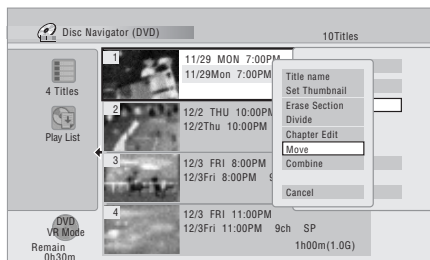 Disc Navigator (DVD)
10Titles
4 Titles
Play List
DVD
VR Mode
Remain
0h30m
1
11/29 MON 7:00PM
11/29Mon 7:00PM
2
12/2 THU 10:00PM
12/2Thu 10:00PM
3
12/3 FRI 8:00PM
12/3Fri 8:00PM
4
12/3 FRI 11:00PM
12/3Fri 11:00PM 9ch SP
1h00m(1.0G)
Title name
Set Thumbnail
Erase Section
Divide
Chapter Edit
Move
Combine
Cancel